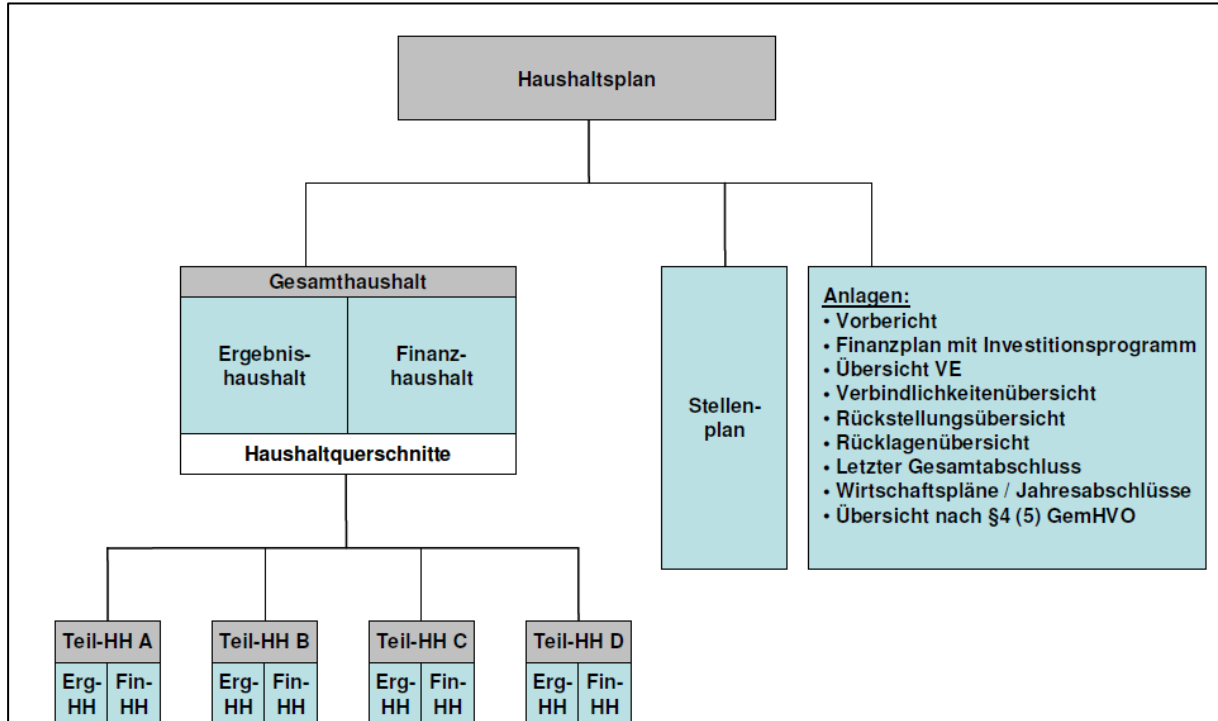 Haushaltsplan
Gesamthaushalt
Ergebnis-
haushalt
Finanz-
haushalt
Haushaltquerschnitte
Stellen-
plan
Anlagen:
• Vorbericht
• Finanzplan mit Investitionsprogramm
• Übersicht VE
• Verbindlichkeitenübersicht
• Rückstellungsübersicht
• Rücklagenübersicht
• Letzter Gesamtabschluss
• Wirtschaftspläne / Jahresabschlüsse
• Übersicht nach §4 (5) GemHVO
Teil-HH A
Erg-
HH
Fin-
HH
Teil-HH B
Erg-
HH
Fin-
HH
Teil-HH C
Erg-
HH
Fin-
HH
Teil-HH D
Erg-
HH
Fin-
HH